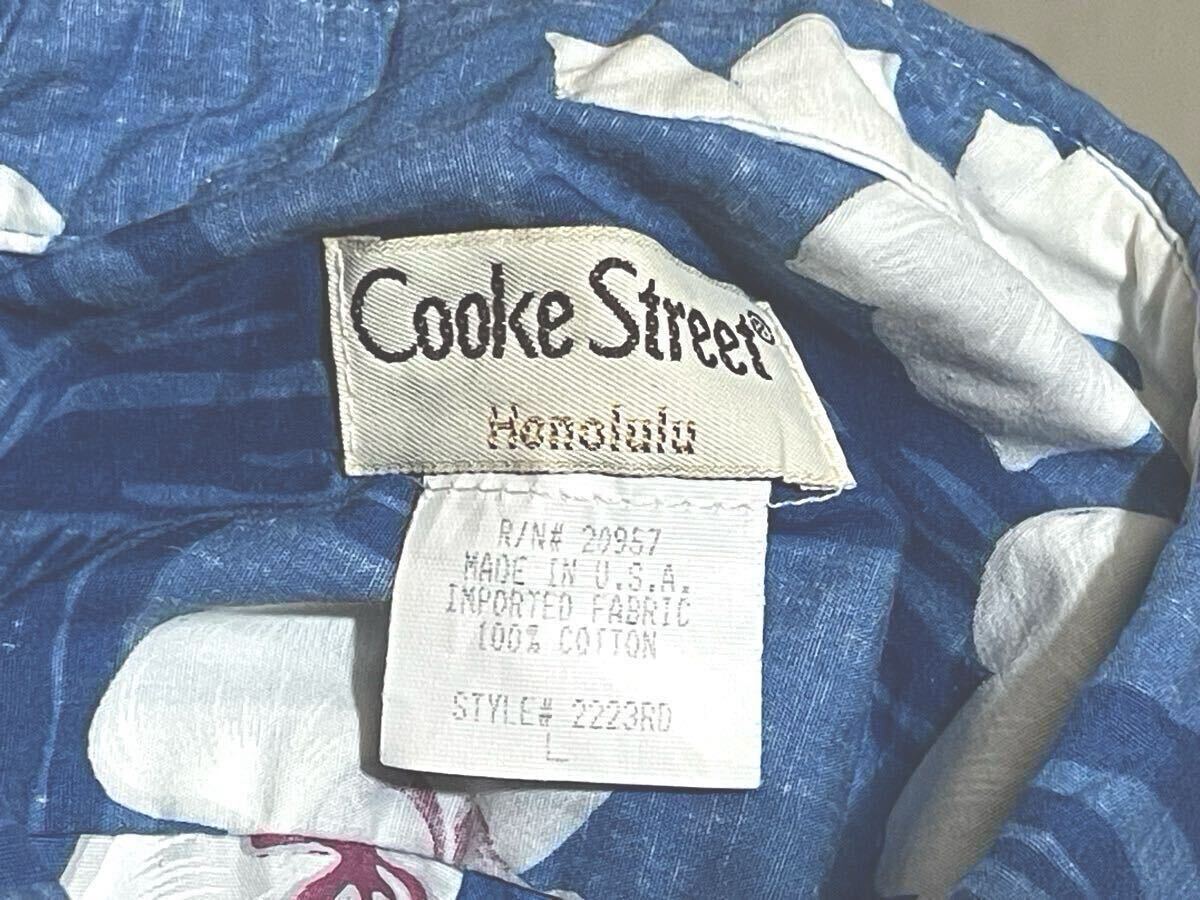 Cooke Street®
Honolulu
R/N# 20957
MADE IN U.S.A.
IMPORTED FABRIC
100% COTTON
STYLE# 2223RD
L